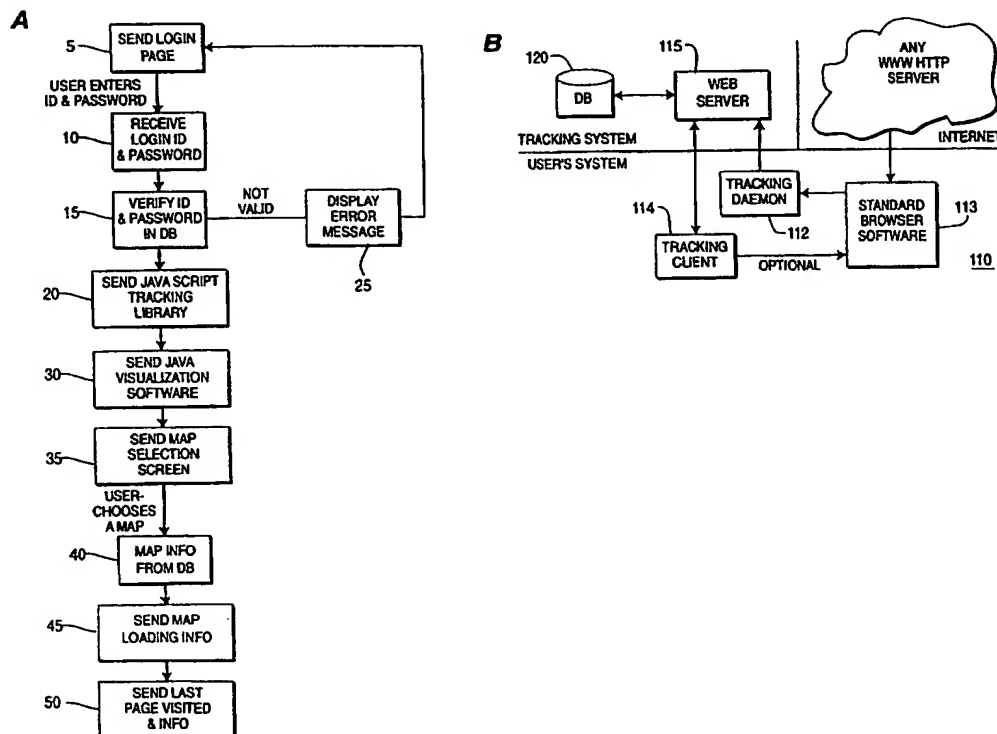 A
5
SEND LOGIN
PAGE
USER ENTERS
ID & PASSWORD
10
RECEIVE
LOGIN ID
& PASSWORD
15
VERIFY ID
& PASSWORD
IN DB
NOT
VALID
DISPLAY
ERROR
MESSAGE
25
20
SEND JAVA SCRIPT
TRACKING
LIBRARY
30
SEND JAVA
VISUALIZATION
SOFTWARE
35
SEND MAP
SELECTION
SCREEN
USER-
CHOOSES
A MAP
40
MAP INFO
FROM DB
45
SEND MAP
LOADING INFO
50
SEND LAST
PAGE VISITED
& INFO
B
120
DB
115
WEB
SERVER
ANY
WWW HTTP
SERVER
TRACKING SYSTEM
INTERNET
USER'S SYSTEM
TRACKING
DAEMON
112
114
TRACKING
CLIENT
OPTIONAL
STANDARD
BROWSER
SOFTWARE
113
110